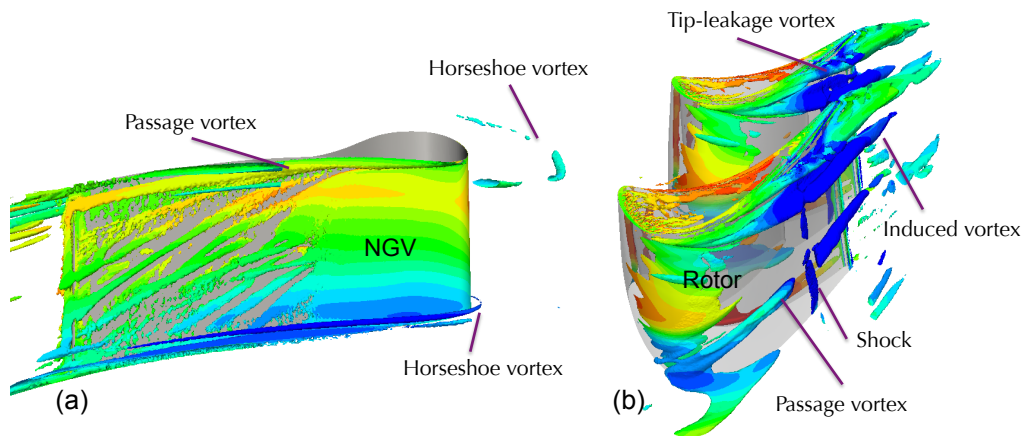 Horseshoe vortex
Passage vortex
NGV
Horseshoe vortex
(a)
Tip-leakage vortex
Induced vortex
Rotor
Shock
Passage vortex
(b)